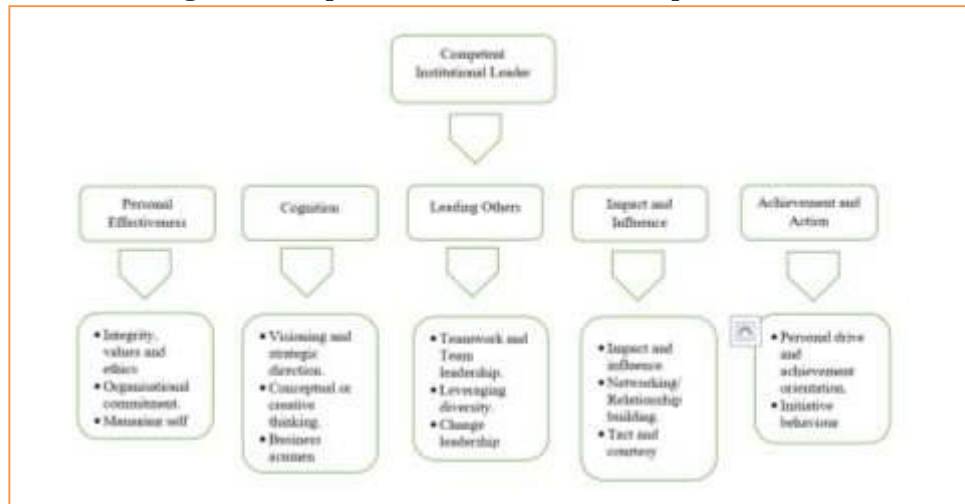 Competent
Institutional Leader
Personal
Effectiveness
Cognition
Leading Others
Impact and
Influence
Achievement and
Action
• Integrity,
values and
ethics
• Organisational
commitment.
• Managing self
• Visioning and
strategic
direction.
• Conceptual or
creative
thinking.
• Business
acumen
• Teamwork and
Team
leadership.
• Leveraging
diversity.
• Change
leadership
• Impact and
influence
• Networking/
Relationship
building.
• Tact and
courtesy
• Personal drive
and
achievement
orientation.
• Initiative
behaviour